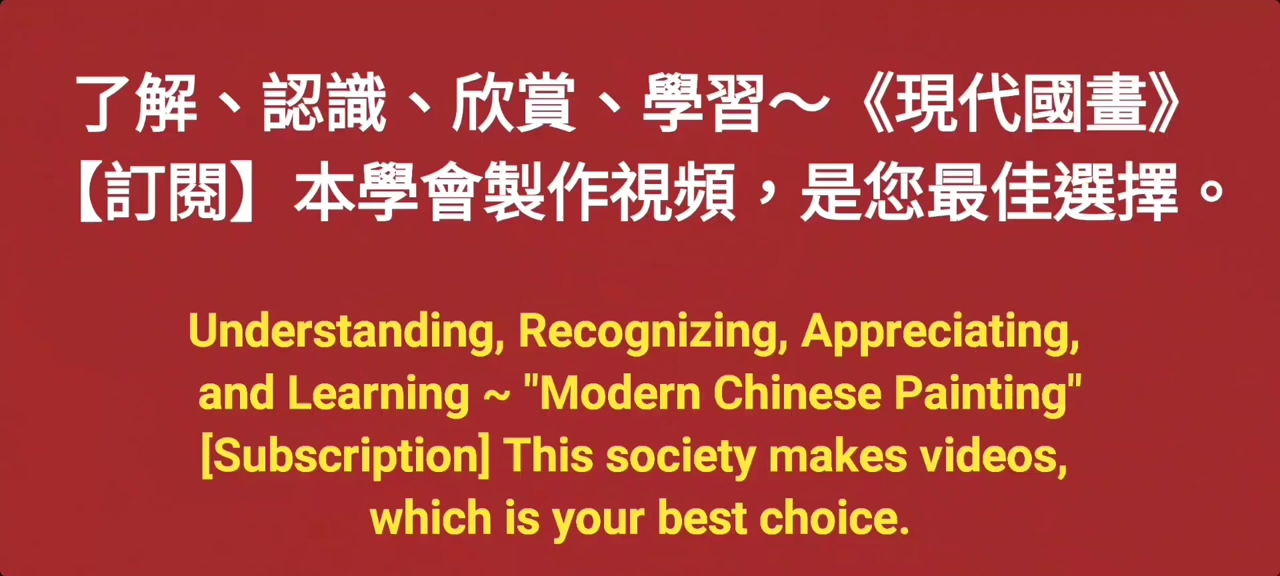 了解、認識、欣賞、學習～《現代國畫》
【訂閱】本學會製作視頻，是您最佳選擇。
Understanding, Recognizing, Appreciating,
and Learning ~ "Modern Chinese Painting"
[Subscription] This society makes videos,
which is your best choice.